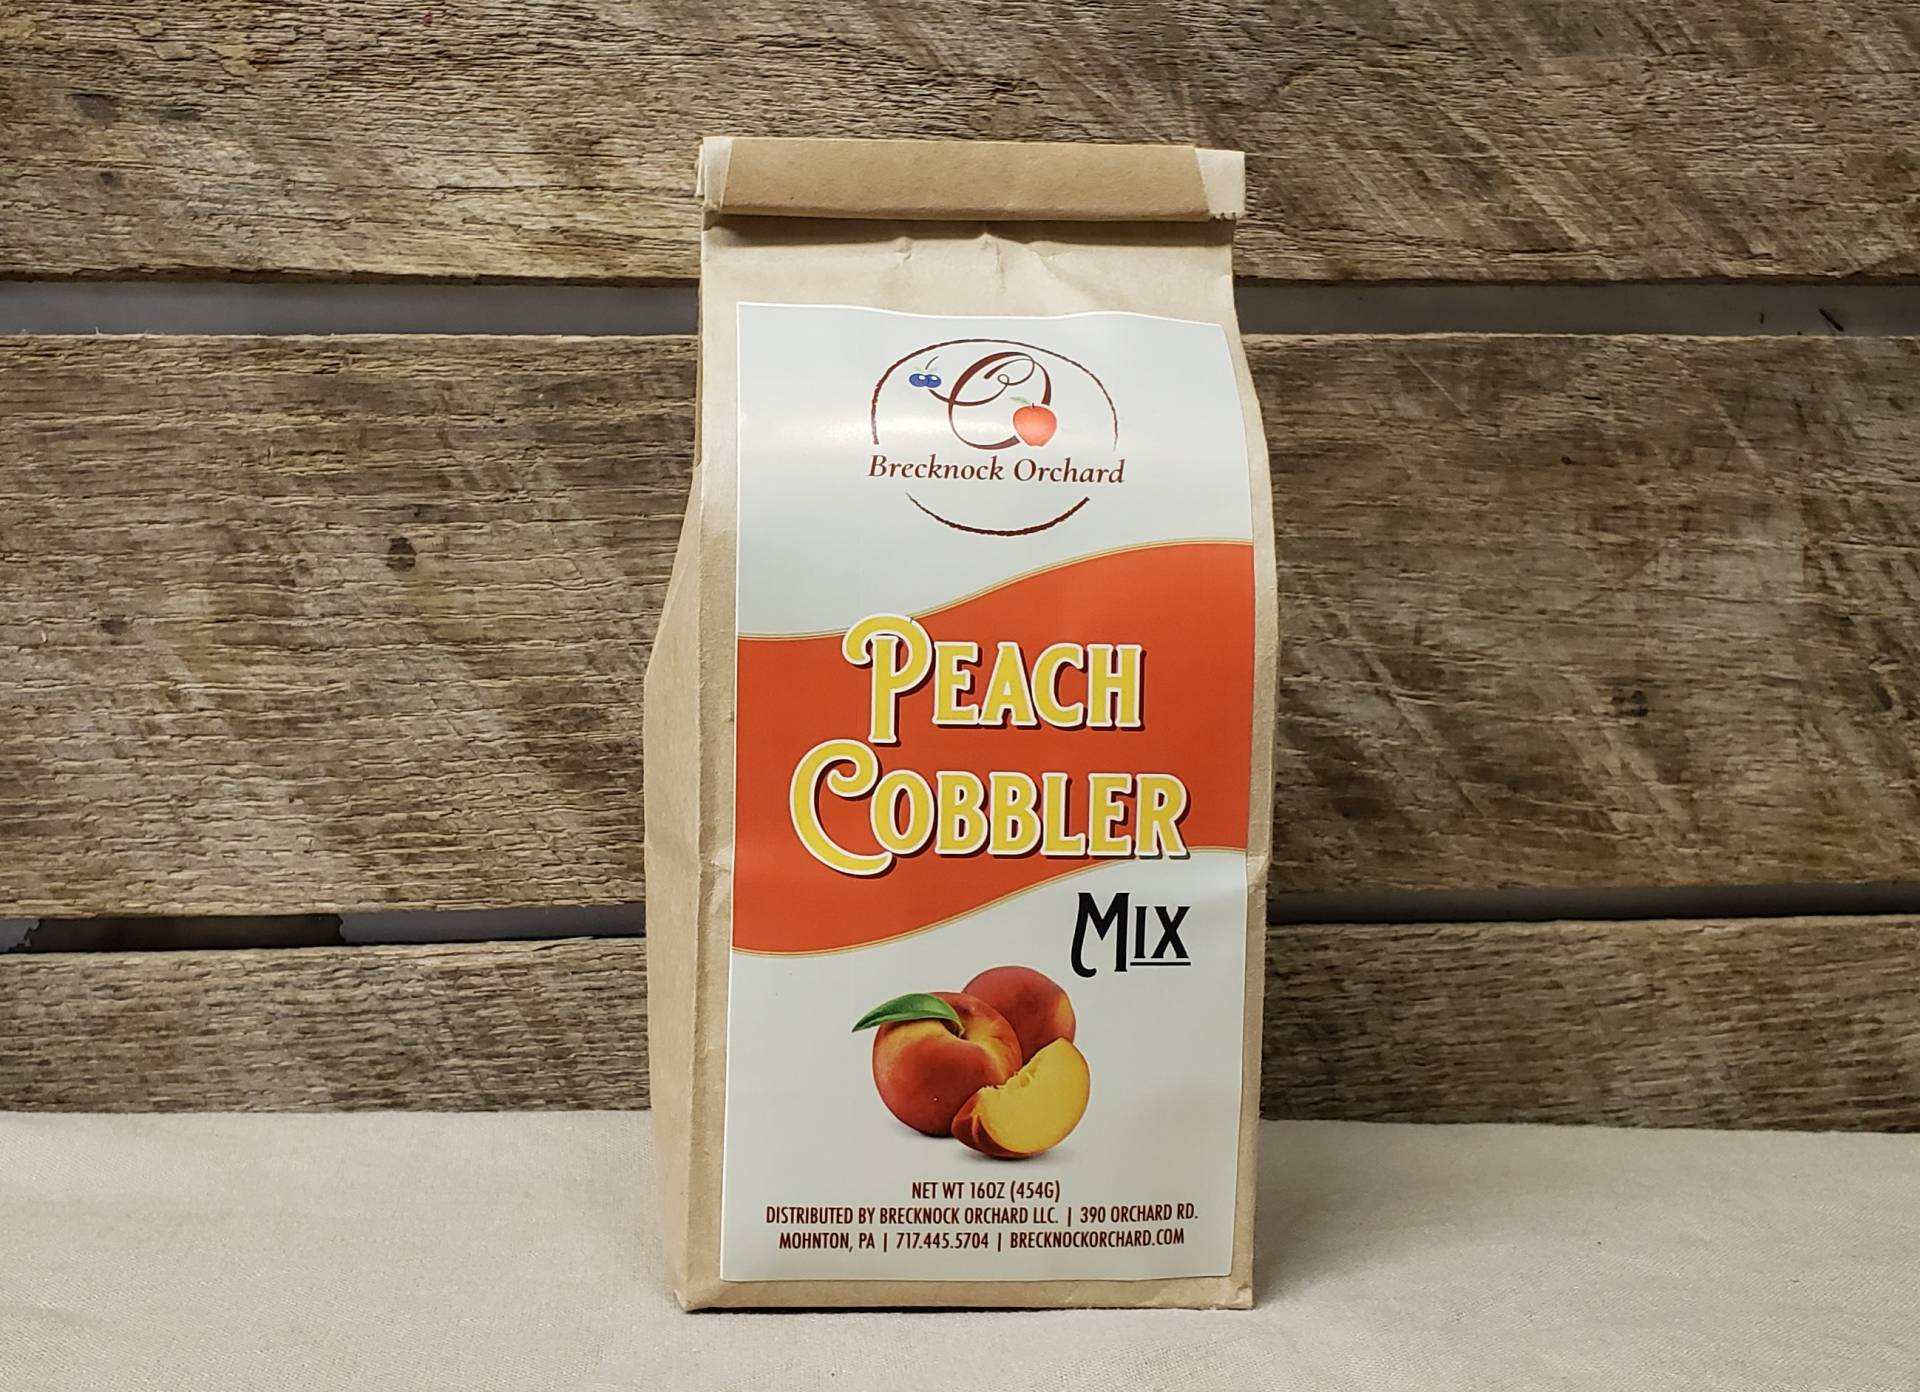 Brecknock Orchard
PEACH
COBBLER
MIX
NET WT 16OZ (454G)
DISTRIBUTED BY BRECKNOCK ORCHARD LLC. | 390 ORCHARD RD.
MOHNTON, PA | 717.445.5704 | BRECKNOCKORCHARD.COM